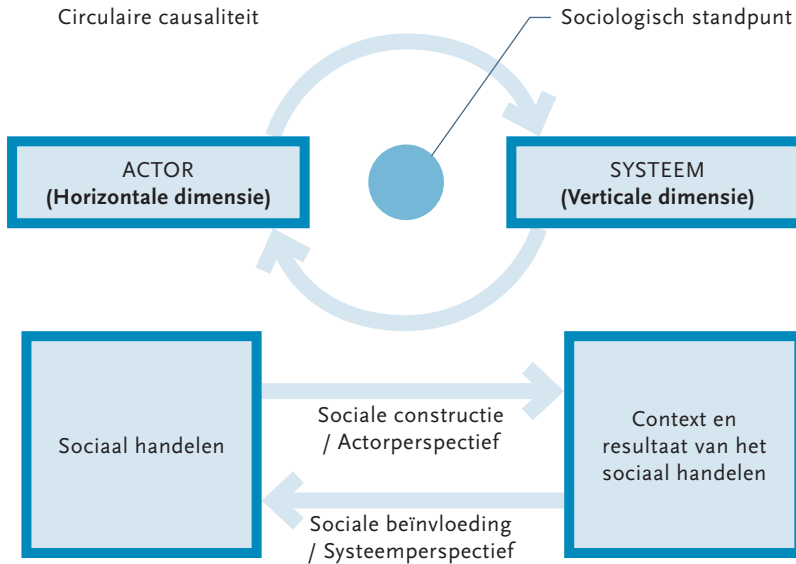 Circulaire causaliteit
Sociologisch standpunt
ACTOR
(Horizontale dimensie)
SYSTEEM
(Verticale dimensie)
Sociaal handelen
Sociale constructie
/ Actorperspectief
Sociale beïnvloeding
/ Systeemperspectief
Context en
resultaat van het
sociaal handelen